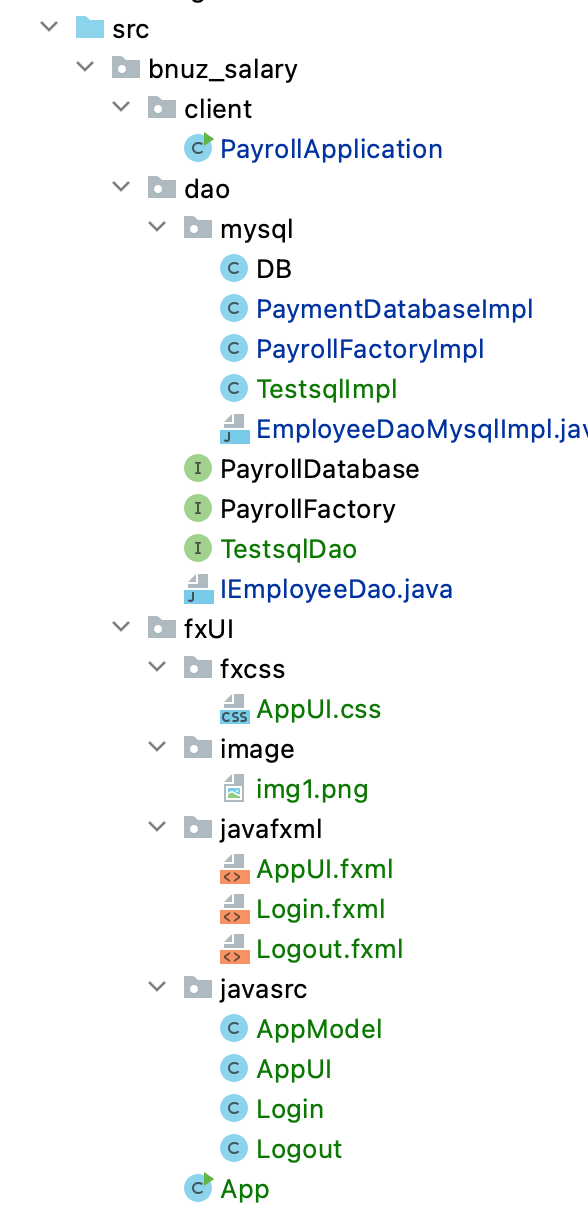 src
bnuz_salary
client
PayrollApplication
dao
mysql
DB
PaymentDatabaseImpl
PayrollFactoryImpl
TestsqlImpl
EmployeeDaoMysqlImpl.jav
PayrollDatabase
PayrollFactory
TestsqlDao
IEmployeeDao.java
fxUI
fxcss
AppUI.css
image
img1.png
javafxml
AppUI.fxml
Login.fxml
Logout.fxml
javasrc
AppModel
AppUI
Login
Logout
App